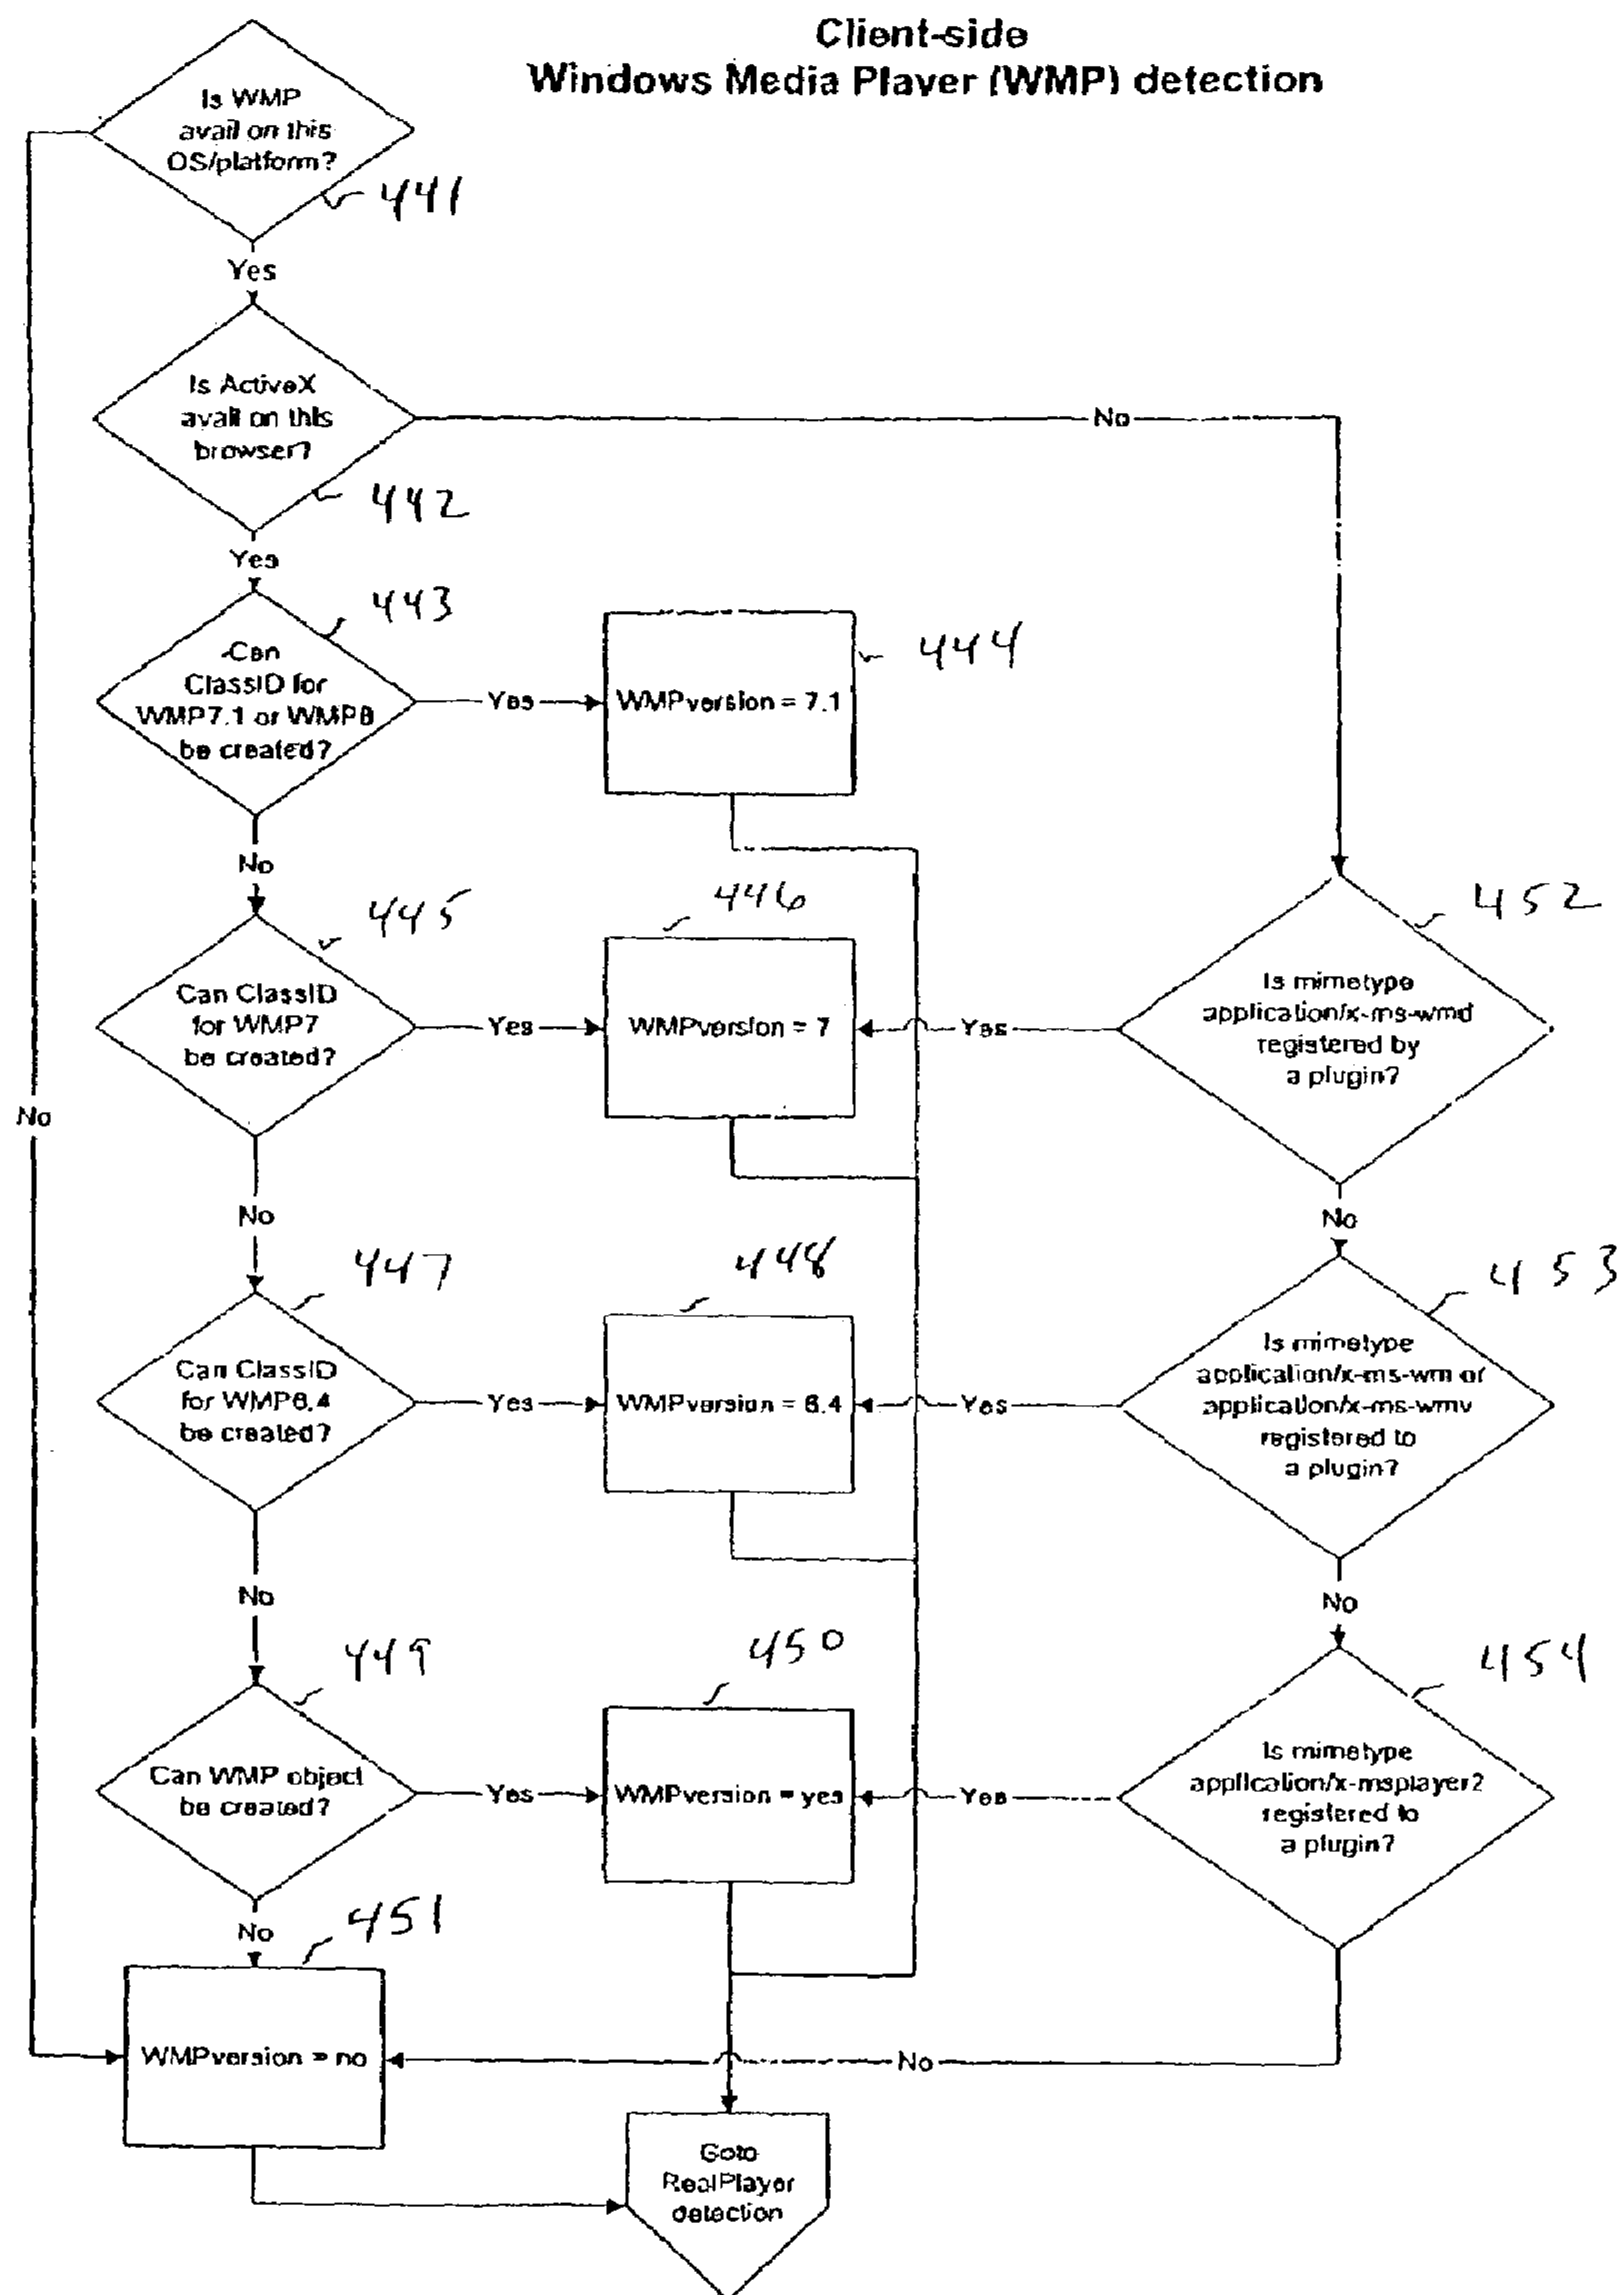 Client-side
Windows Media Player (WMP) detection
Is WMP
avail on this
OS/platform?
441
Yes
Is ActiveX
avail on this
browser?
No
442
Yes
443
Can
ClassID for
WMP7.1 or WMP8
be created?
Yes
WMPversion = 7.1
444
No
445
446
452
Can ClassID
for WMP7
be created?
Yes
WMPversion = 7
Yes
Is mimetype
application/x-ms-wmd
registered by
a plugin?
No
No
No
447
448
453
Can ClassID
for WMP6.4
be created?
Yes
WMPversion = 6.4
Yes
Is mimetype
application/x-ms-wm or
application/x-ms-wmv
registered to
a plugin?
No
No
449
450
454
Can WMP object
be created?
Yes
WMPversion = yes
Yes
Is mimetype
application/x-msplayer2
registered to
a plugin?
No
451
WMPversion = no
No
Goto
RealPlayer
detection